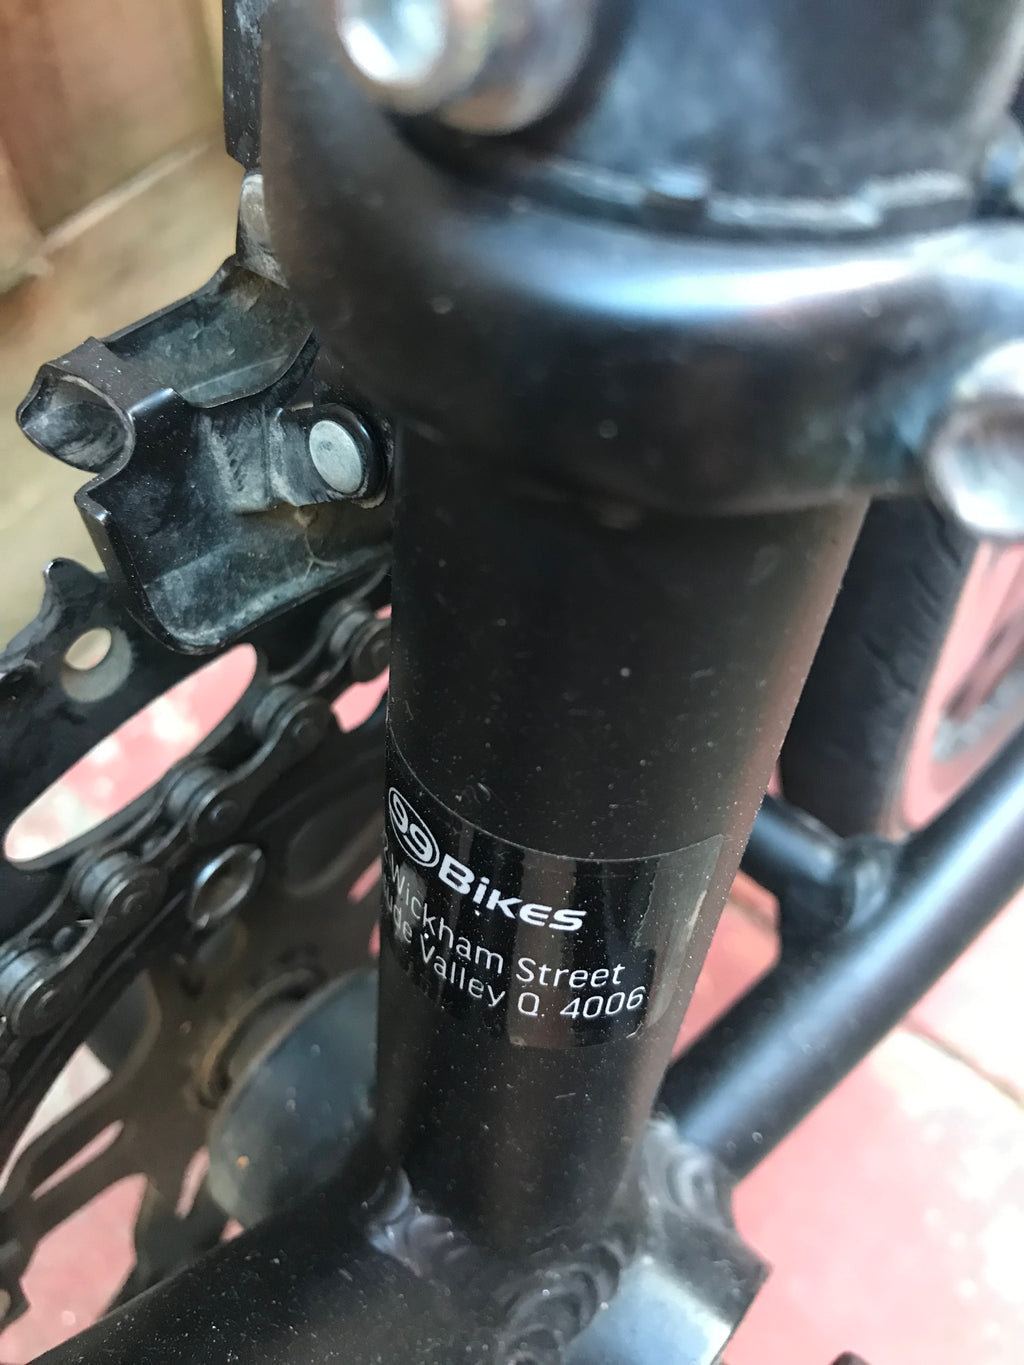 99 BiKES
Wickham Street
Valley Q. 4006